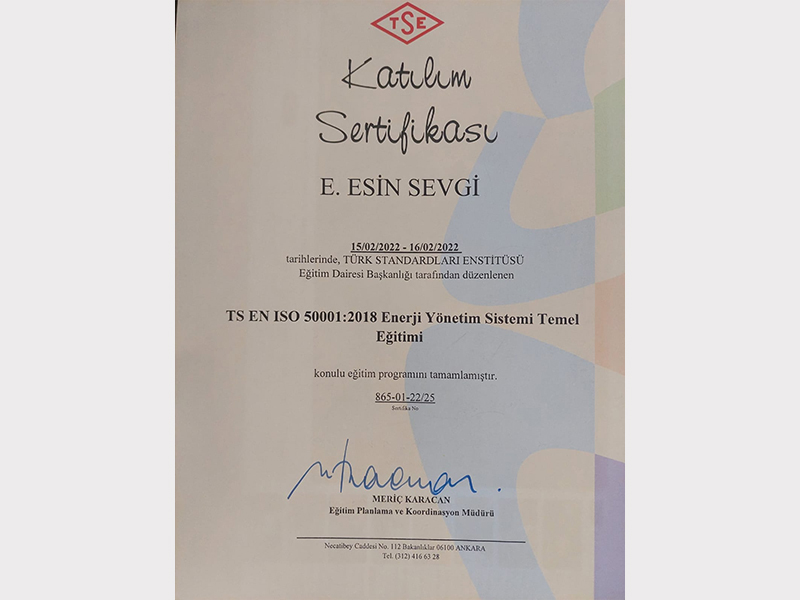 TSE
Katılım
Sertifikası
E. ESİN SEVGİ
15/02/2022 - 16/02/2022
tarihlerinde, TÜRK STANDARDLARI ENSTİTÜSÜ
Eğitim Dairesi Başkanlığı tarafından düzenlenen
TS EN ISO 50001:2018 Enerji Yönetim Sistemi Temel
Eğitimi
konulu eğitim programını tamamlamıştır.
865-01-22/25
Sertifika No
MERİÇ KARACAN
Eğitim Planlama ve Koordinasyon Müdürü
Necatibey Caddesi No. 112 Bakanlıklar 06100 ANKARA
Tel. (312) 416 63 28